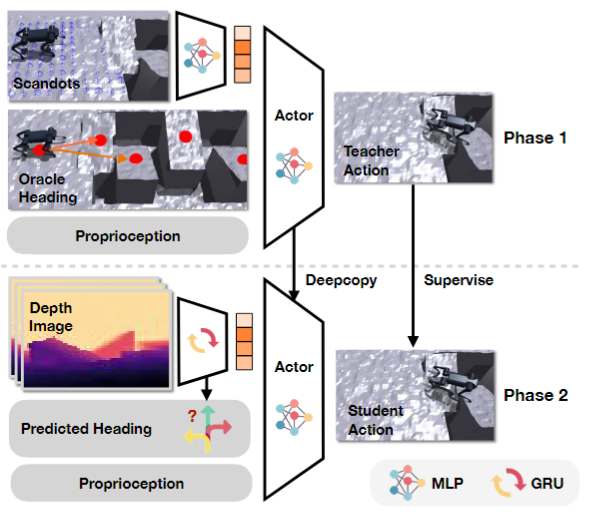 Scandots
Oracle
Heading
Proprioception
Actor
Teacher
Action
Phase 1
Deepcopy
Supervise
Depth
Image
?
Predicted Heading
Proprioception
Actor
Student
Action
Phase 2
MLP
GRU